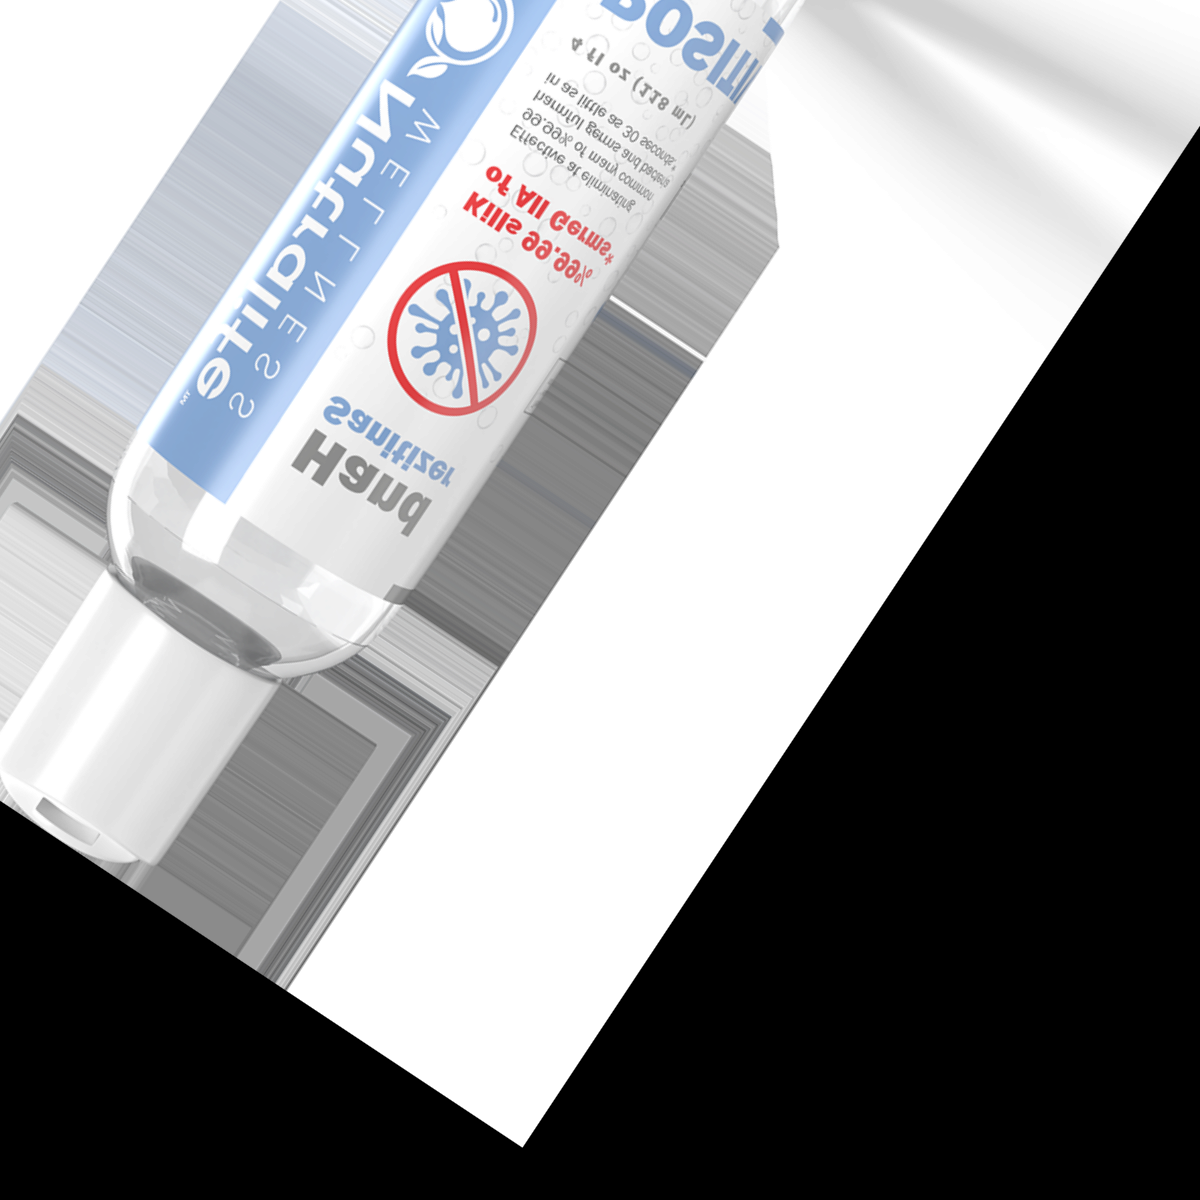 Nutralite™
WELLNESS
Hand
Sanitizer
Kills 99.99%
of All Germs*
Effective at eliminating
99.99% of many common
harmful germs and bacteria
in as little as 30 seconds*
4 fl oz (118 mL)